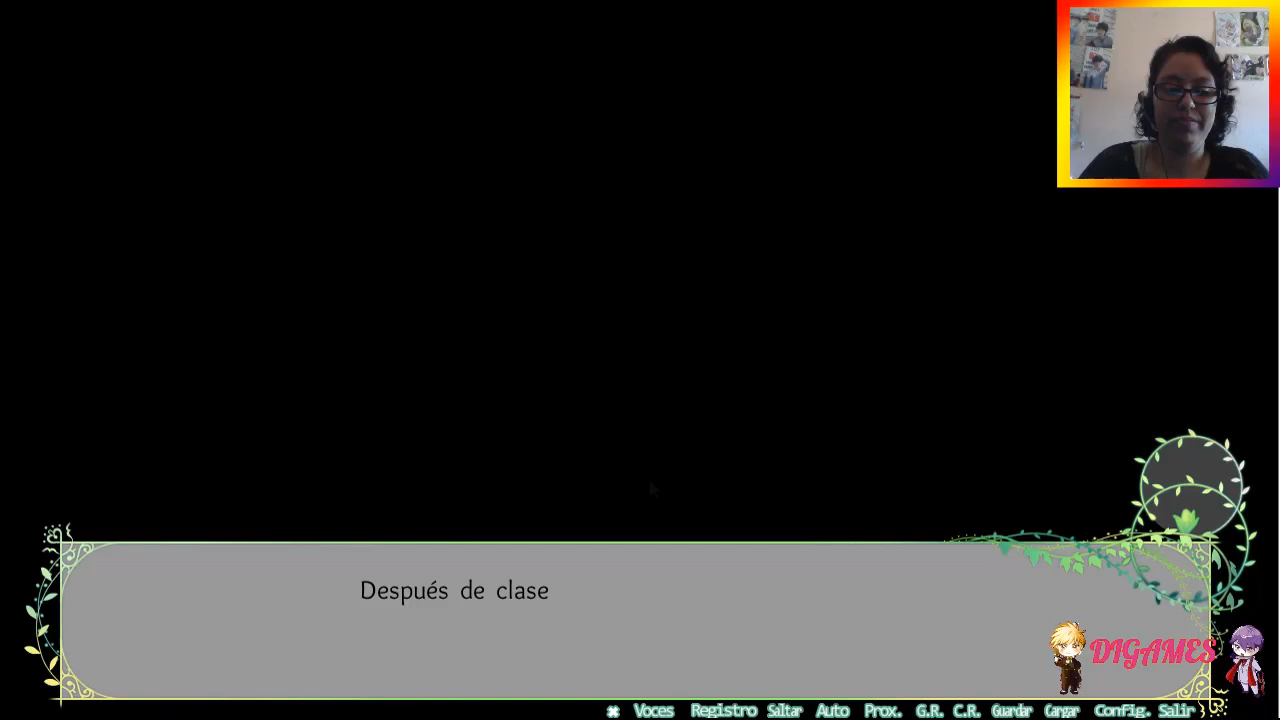 Después de clase
DIGAMES
Voces Registro Saltar Auto Prox. G.R. C.R. Guardar Cargar Config. Salir